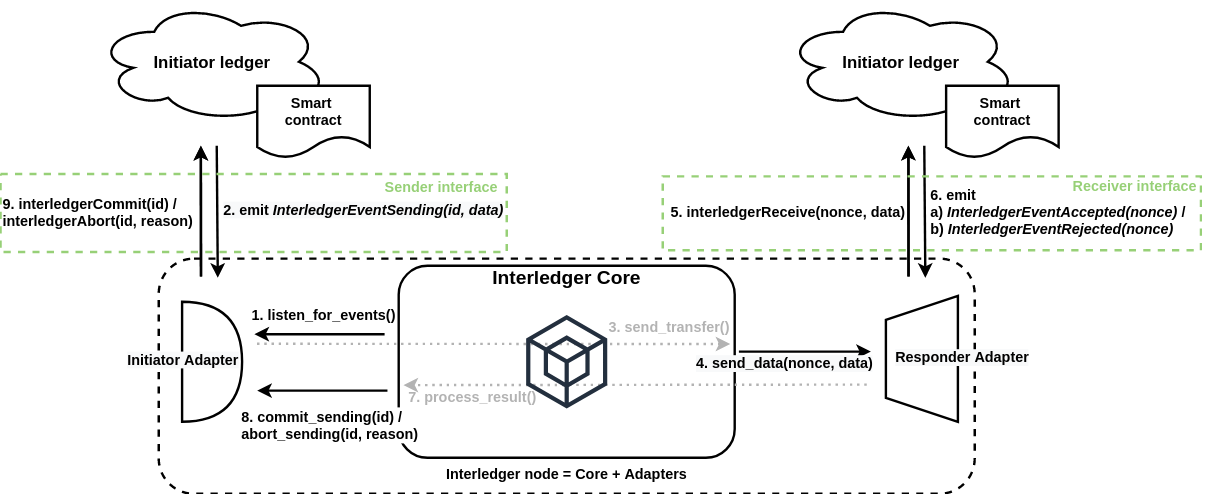 Initiator ledger
Smart
contract
Initiator ledger
Smart
contract
Sender interface
9. interledgerCommit(id) /
interledgerAbort(id, reason)
2. emit InterledgerEventSending(id, data)
Receiver interface
5. interledgerReceive(nonce, data)
6. emit
a) InterledgerEventAccepted(nonce) /
b) InterledgerEventRejected(nonce)
Interledger Core
1. listen_for_events()
3. send_transfer()
Initiator Adapter
4. send_data(nonce, data)
Responder Adapter
7. process_result()
8. commit_sending(id) /
abort_sending(id, reason)
Interledger node = Core + Adapters